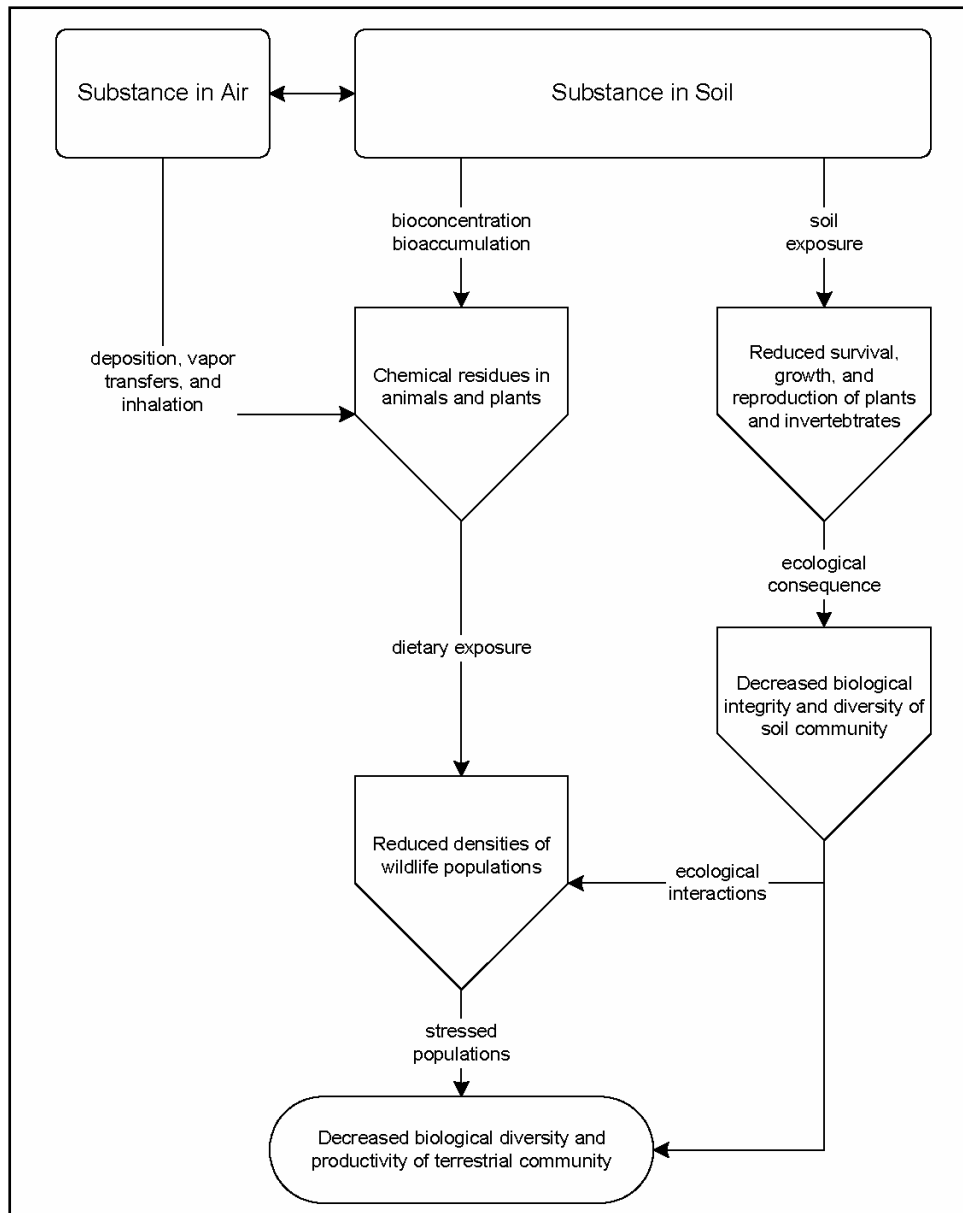 Substance in Air
Substance in Soil
bioconcentration
bioaccumulation
soil
exposure
deposition, vapor
transfers, and
inhalation
Chemical residues in
animals and plants
Reduced survival,
growth, and
reproduction of plants
and invertebtrates
ecological
consequence
dietary exposure
Decreased biological
integrity and diversity of
soil community
Reduced densities of
wildlife populations
ecological
interactions
stressed
populations
Decreased biological diversity and
productivity of terrestrial community